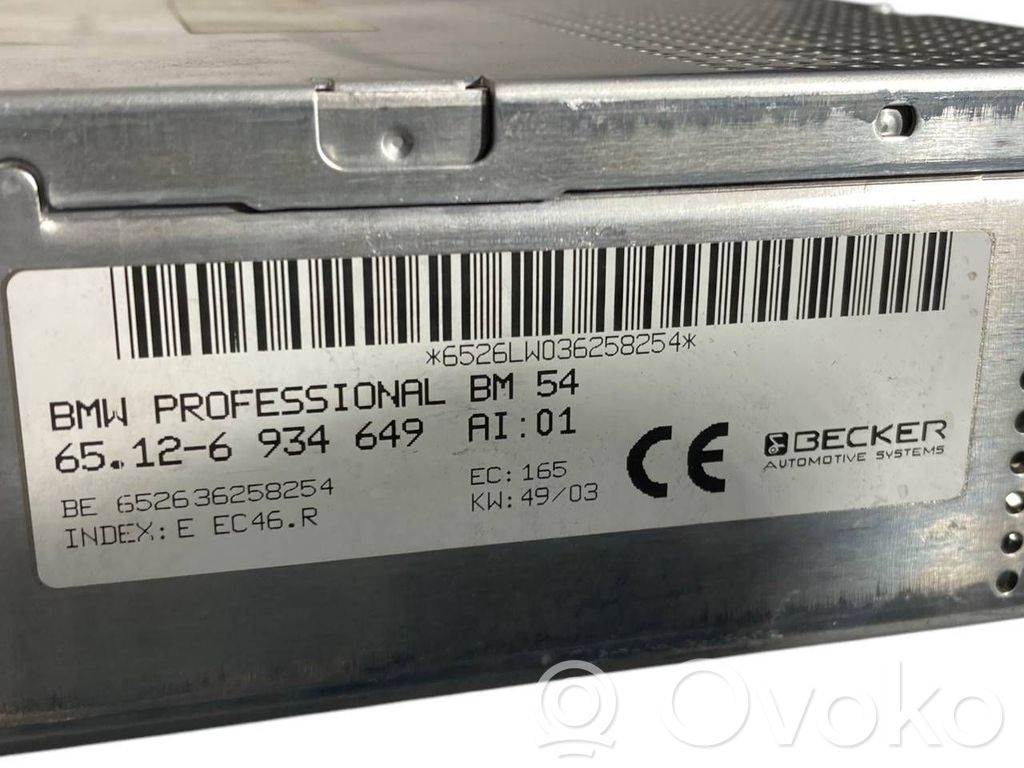 *6526LW036258254*
BMW PROFESSIONAL BM 54
65.12-6 934 649 AI:01
BE 652636258254
INDEX: E EC46.R
EC: 165
KW: 49/03
CE
BECKER
AUTOMOTIVE SYSTEMS
Ovoko